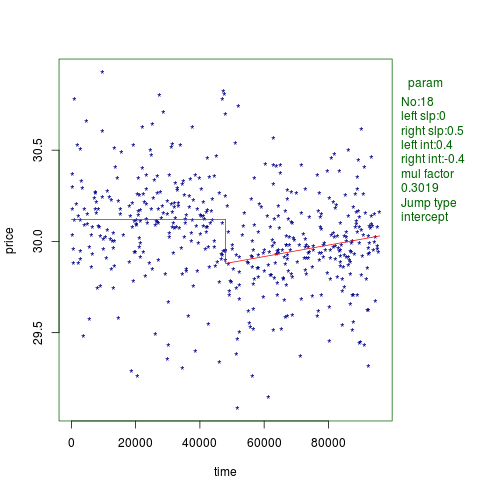 param
No:18
left slp:0
right slp:0.5
left int:0.4
right int:-0.4
mul factor
0.3019
Jump type
intercept
price
30.5
30.0
29.5
0
20000
40000
60000
80000
time